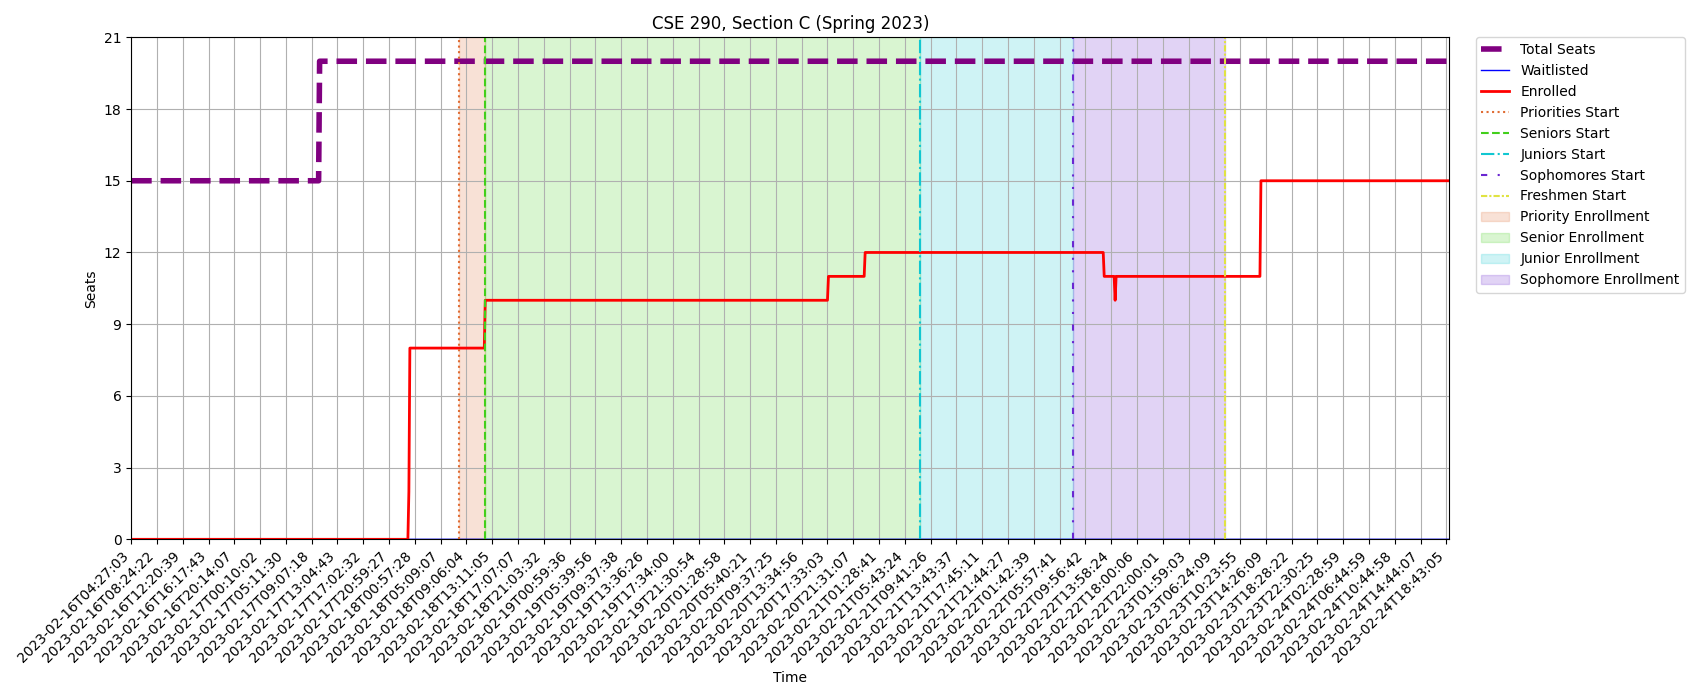 CSE 290, Section C (Spring 2023)
Seats
21
18
15
12
9
6
3
0
2023-02-16T04:27:03
2023-02-16T08:24:22
2023-02-16T12:20:39
2023-02-16T16:17:43
2023-02-16T20:14:07
2023-02-17T00:10:02
2023-02-17T05:11:30
2023-02-17T09:07:18
2023-02-17T13:04:43
2023-02-17T17:02:32
2023-02-17T20:59:27
2023-02-18T00:57:28
2023-02-18T05:09:07
2023-02-18T09:06:04
2023-02-18T13:11:05
2023-02-18T17:07:07
2023-02-18T21:03:32
2023-02-19T00:59:36
2023-02-19T05:39:56
2023-02-19T09:37:38
2023-02-19T13:36:26
2023-02-19T17:34:00
2023-02-19T21:30:54
2023-02-20T01:28:58
2023-02-20T05:40:21
2023-02-20T09:37:25
2023-02-20T13:34:56
2023-02-20T17:33:03
2023-02-20T21:31:07
2023-02-21T01:28:41
2023-02-21T05:43:24
2023-02-21T09:41:26
2023-02-21T13:43:37
2023-02-21T17:45:11
2023-02-21T21:44:27
2023-02-22T01:42:39
2023-02-22T05:57:41
2023-02-22T09:56:42
2023-02-22T13:58:24
2023-02-22T18:00:06
2023-02-22T22:00:01
2023-02-23T01:59:03
2023-02-23T06:24:09
2023-02-23T10:23:55
2023-02-23T14:26:09
2023-02-23T18:28:22
2023-02-23T22:30:25
2023-02-24T02:28:59
2023-02-24T06:44:59
2023-02-24T10:44:58
2023-02-24T14:44:07
2023-02-24T18:43:05
Time
Total Seats
Waitlisted
Enrolled
Priorities Start
Seniors Start
Juniors Start
Sophomores Start
Freshmen Start
Priority Enrollment
Senior Enrollment
Junior Enrollment
Sophomore Enrollment